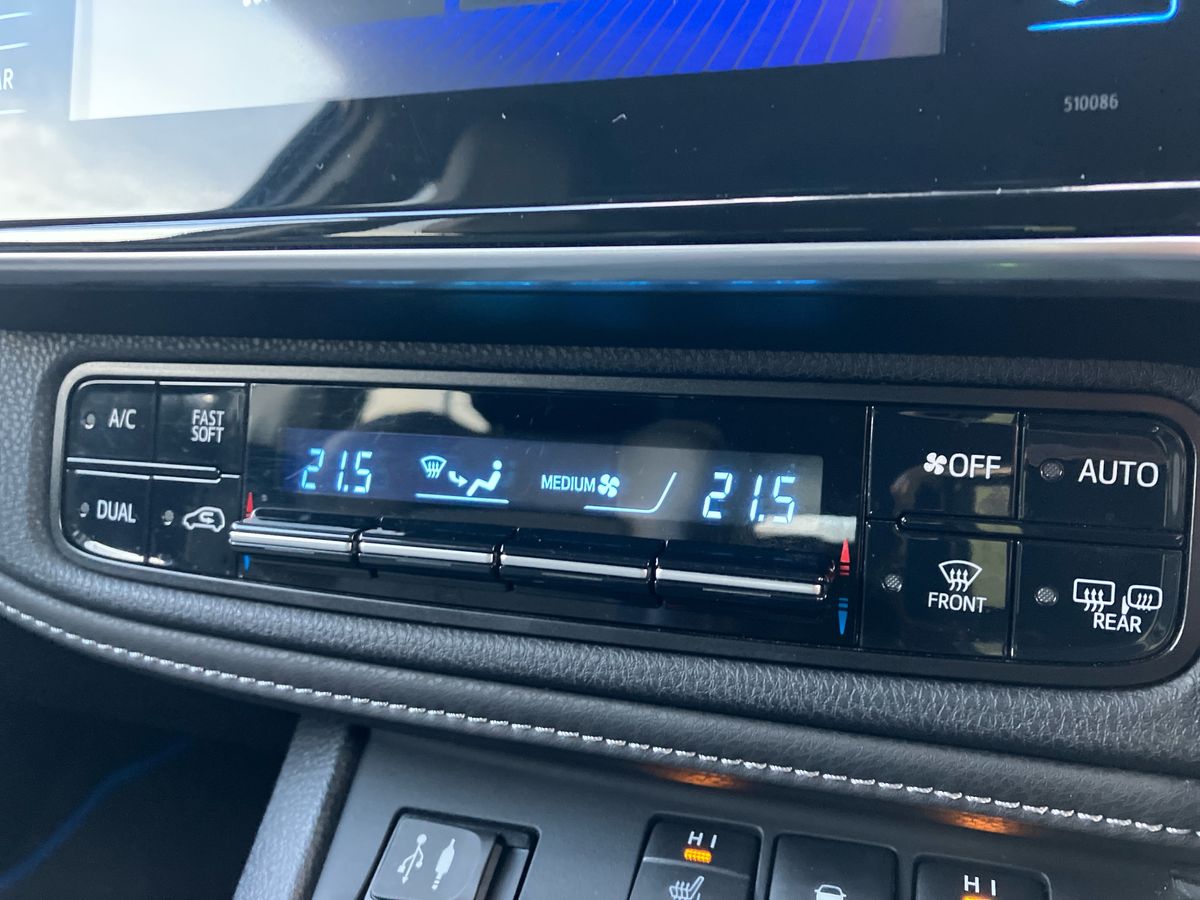 510086
A/C
FAST
SOFT
DUAL
21.5
MEDIUM
21.5
OFF
AUTO
FRONT
REAR
HI
HI